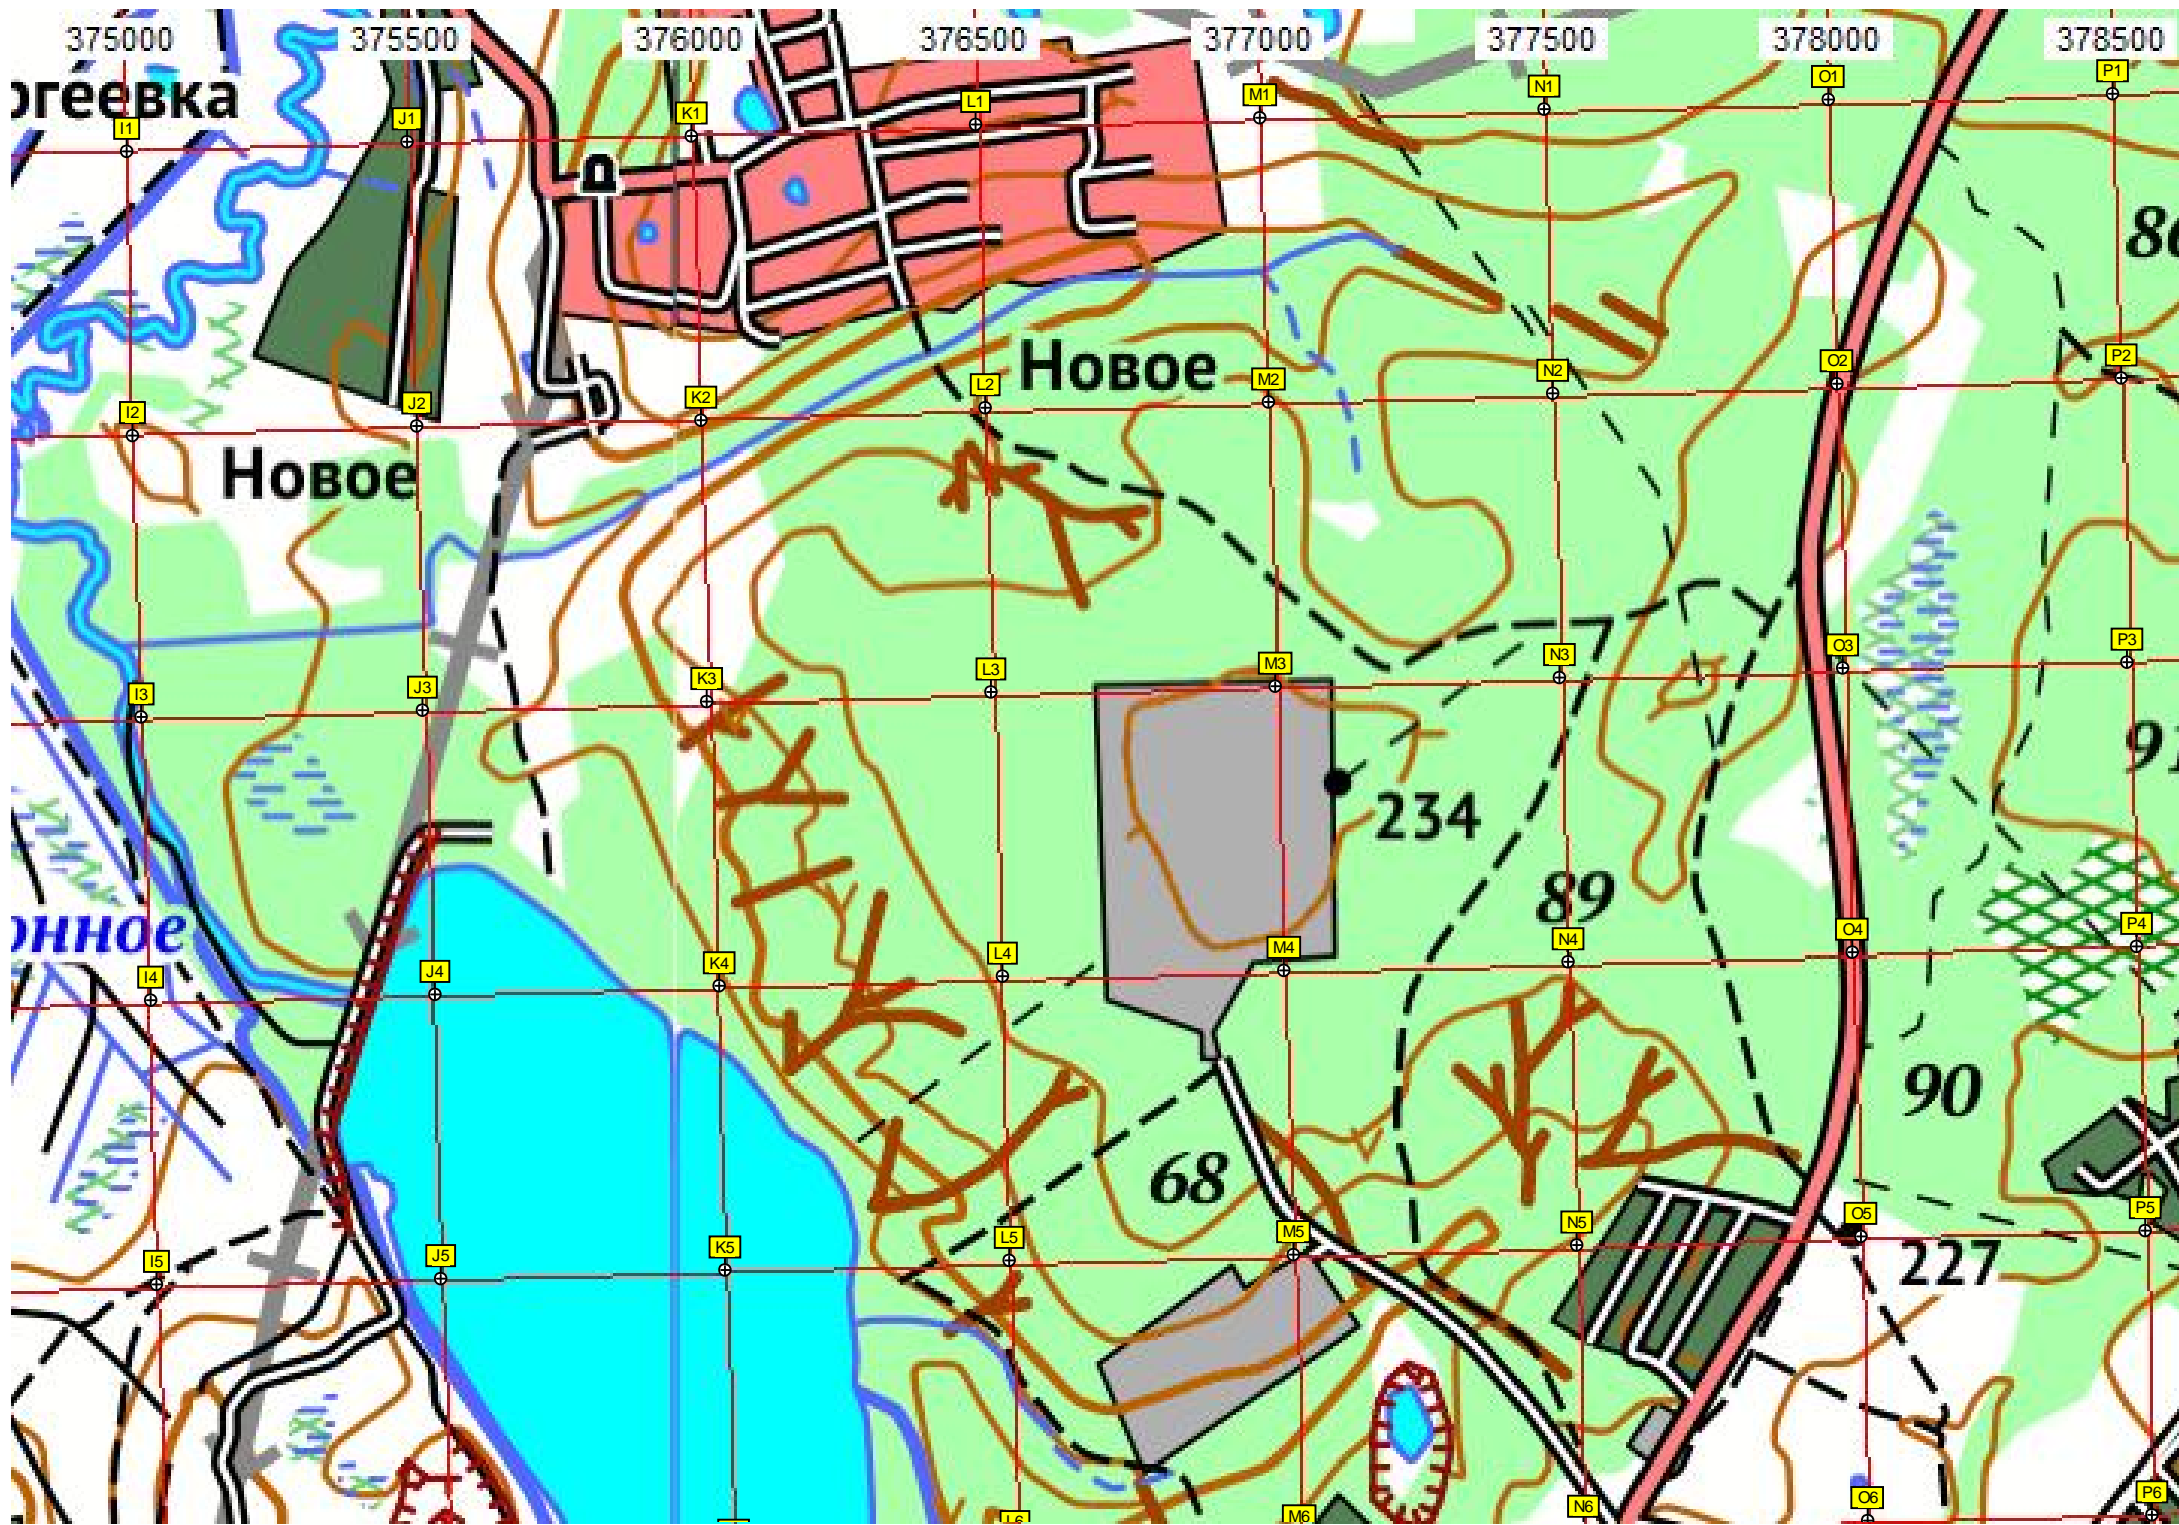 375000 375500 376000 376500 377000 377500 378000 378500
ргеевка
I1 J1 K1 L1 M1 N1 O1 P1
Новое
I2 J2 K2 L2 M2 N2 O2 P2
Новое
I3 J3 K3 L3 M3 N3 O3 P3
234
89
онное
I4 J4 K4 L4 M4 N4 O4 P4
90
68
I5 J5 K5 L5 M5 N5 O5 P5
227
L6 M6 N6 O6 P6